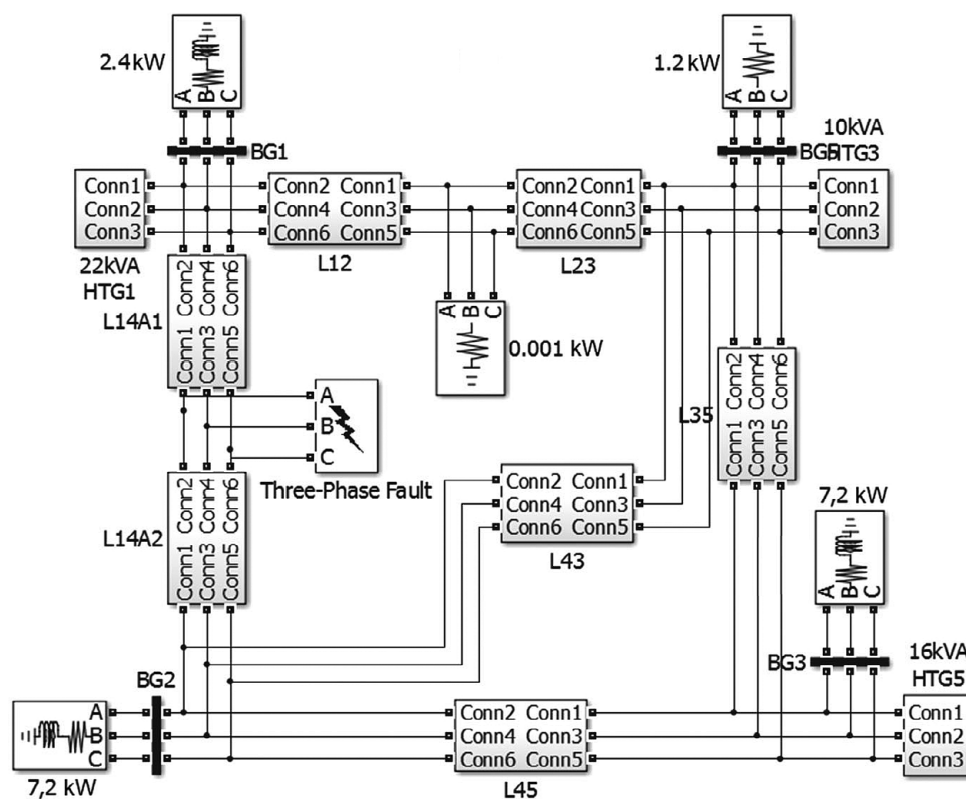 2.4 kW
A B C
BG1
1.2 kW
A B C
10kVA
HTG3
Conn1
Conn2
Conn3
22kVA
HTG1
Conn2 Conn1
Conn4 Conn3
Conn6 Conn5
L12
Conn2 Conn1
Conn4 Conn3
Conn6 Conn5
L23
Conn1
Conn2
Conn3
L14A1
Conn2 Conn4 Conn6
Conn1 Conn3 Conn5
A B C
0.001 kW
A
B
C
Three-Phase Fault
L35
Conn2 Conn4 Conn6
Conn1 Conn3 Conn5
L14A2
Conn2 Conn4 Conn6
Conn1 Conn3 Conn5
Conn2 Conn1
Conn4 Conn3
Conn6 Conn5
L43
7,2 kW
A B C
BG3
16kVA
HTG5
BG2
A
B
C
7,2 kW
Conn2 Conn1
Conn4 Conn3
Conn6 Conn5
L45
Conn1
Conn2
Conn3